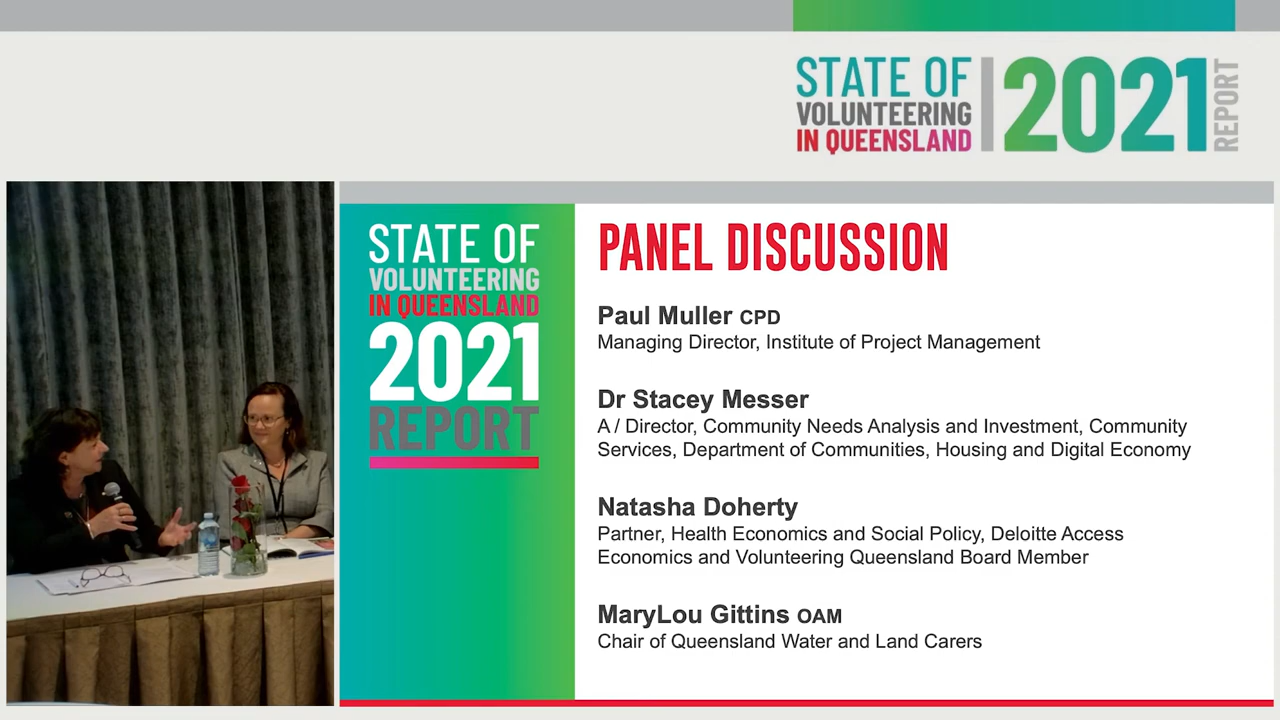 STATE OF
VOLUNTEERING
IN QUEENSLAND
2021
REPORT
STATE OF
VOLUNTEERING
IN QUEENSLAND
2021
REPORT
PANEL DISCUSSION
Paul Muller CPD
Managing Director, Institute of Project Management
Dr Stacey Messer
A / Director, Community Needs Analysis and Investment, Community
Services, Department of Communities, Housing and Digital Economy
Natasha Doherty
Partner, Health Economics and Social Policy, Deloitte Access
Economics and Volunteering Queensland Board Member
MaryLou Gittins OAM
Chair of Queensland Water and Land Carers